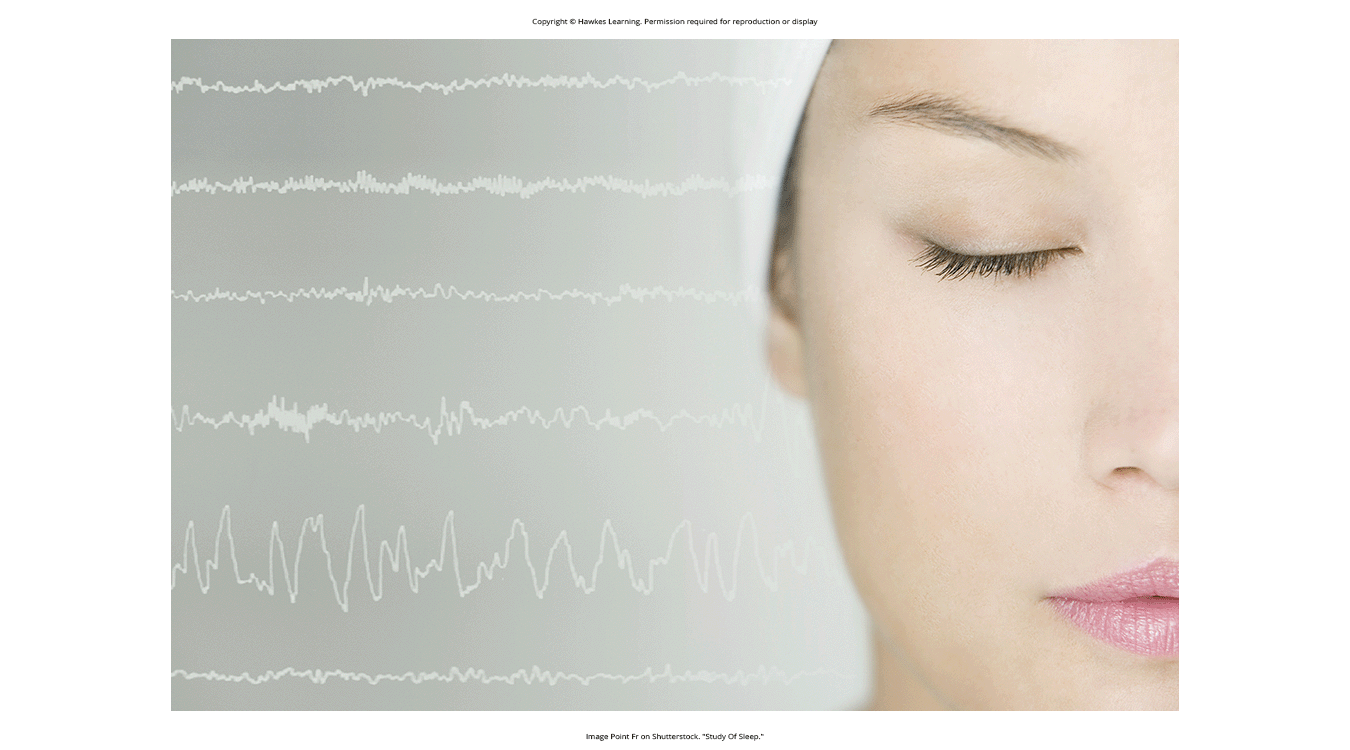 Copyright © Hawkes Learning. Permission required for reproduction or display
Image Point Fr on Shutterstock. "Study Of Sleep."